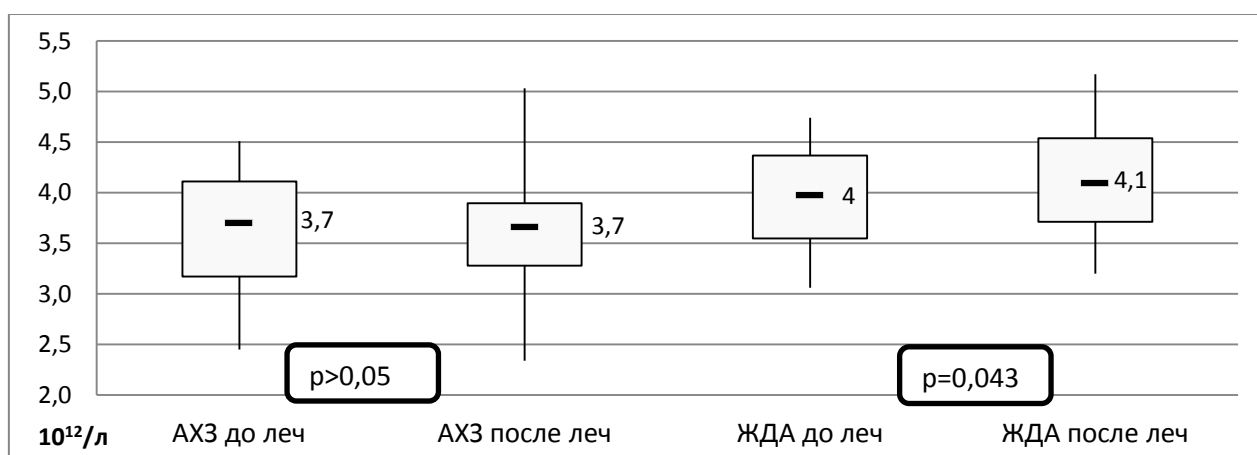 5,5
5,0
4,5
4,0
3,5
3,0
2,5
2,0
3,7
3,7
4
4,1
p>0,05
p=0,043
10¹²/л
АХЗ до леч
АХЗ после леч
ЖДА до леч
ЖДА после леч